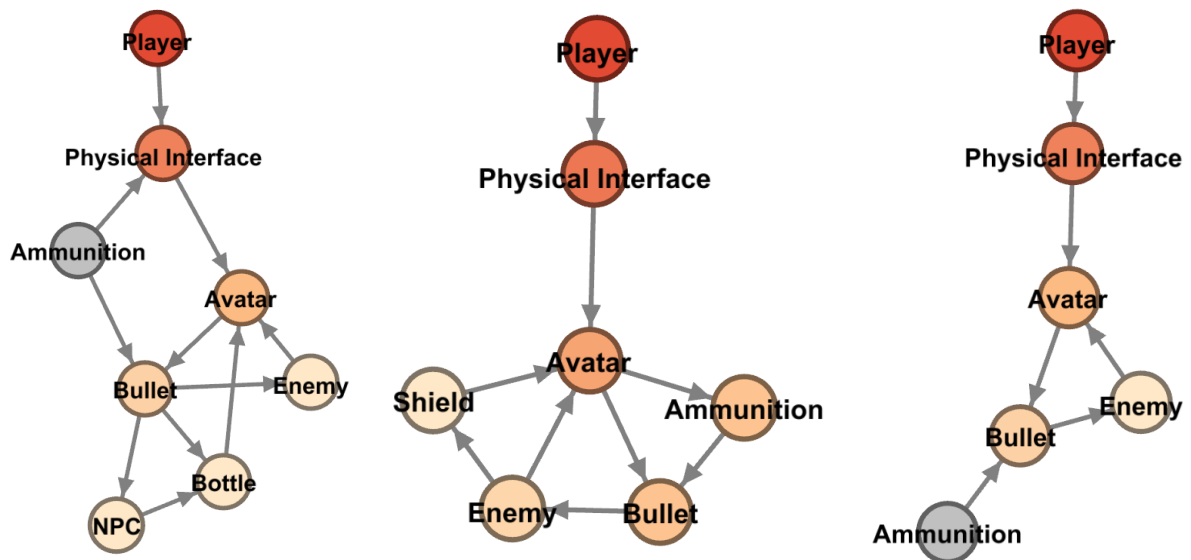 Player
Physical Interface
Ammunition
Avatar
Bullet
Enemy
Bottle
NPC
Player
Physical Interface
Avatar
Shield
Ammunition
Enemy
Bullet
Player
Physical Interface
Avatar
Enemy
Bullet
Ammunition